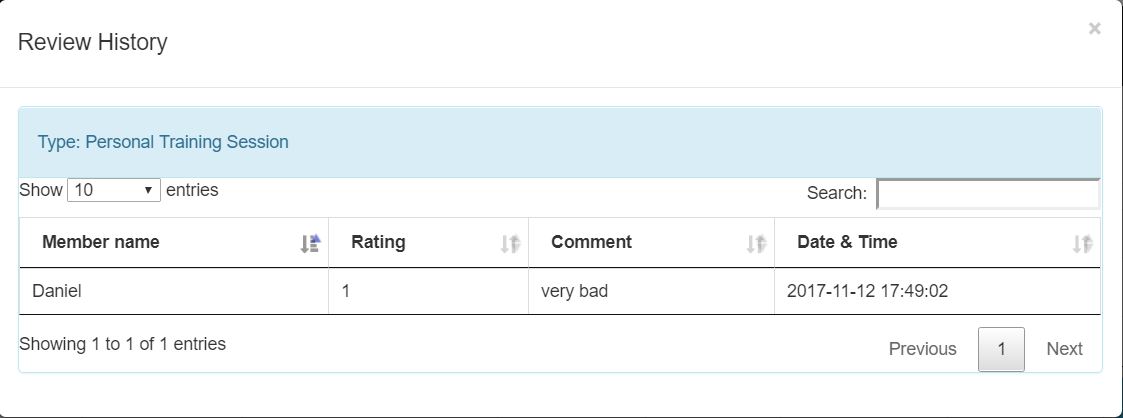 Review History
×
Type: Personal Training Session
Show 10 entries
Search:
Member name Rating Comment Date & Time
Daniel 1 very bad 2017-11-12 17:49:02
Showing 1 to 1 of 1 entries
Previous 1 Next